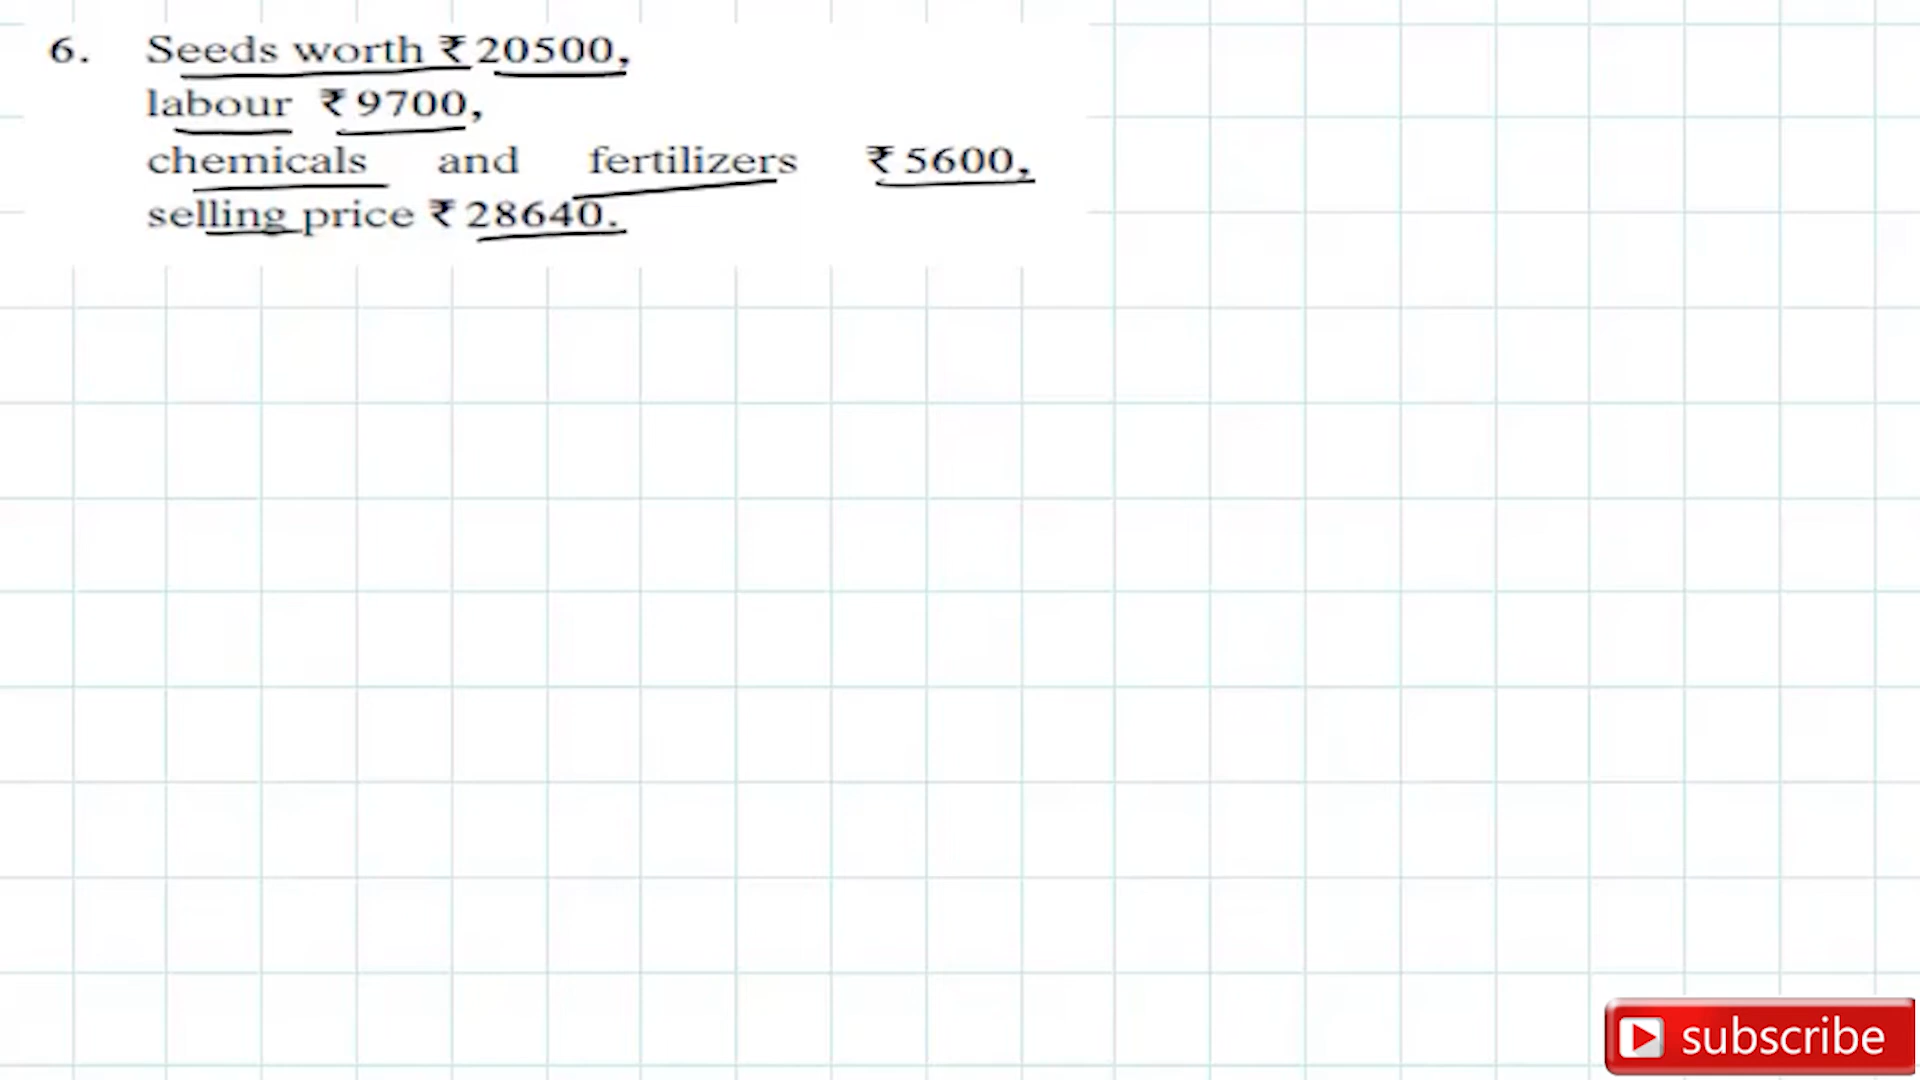 6. Seeds worth ₹ 20500,
labour ₹ 9700,
chemicals and fertilizers ₹ 5600,
selling price ₹ 28640.
subscribe